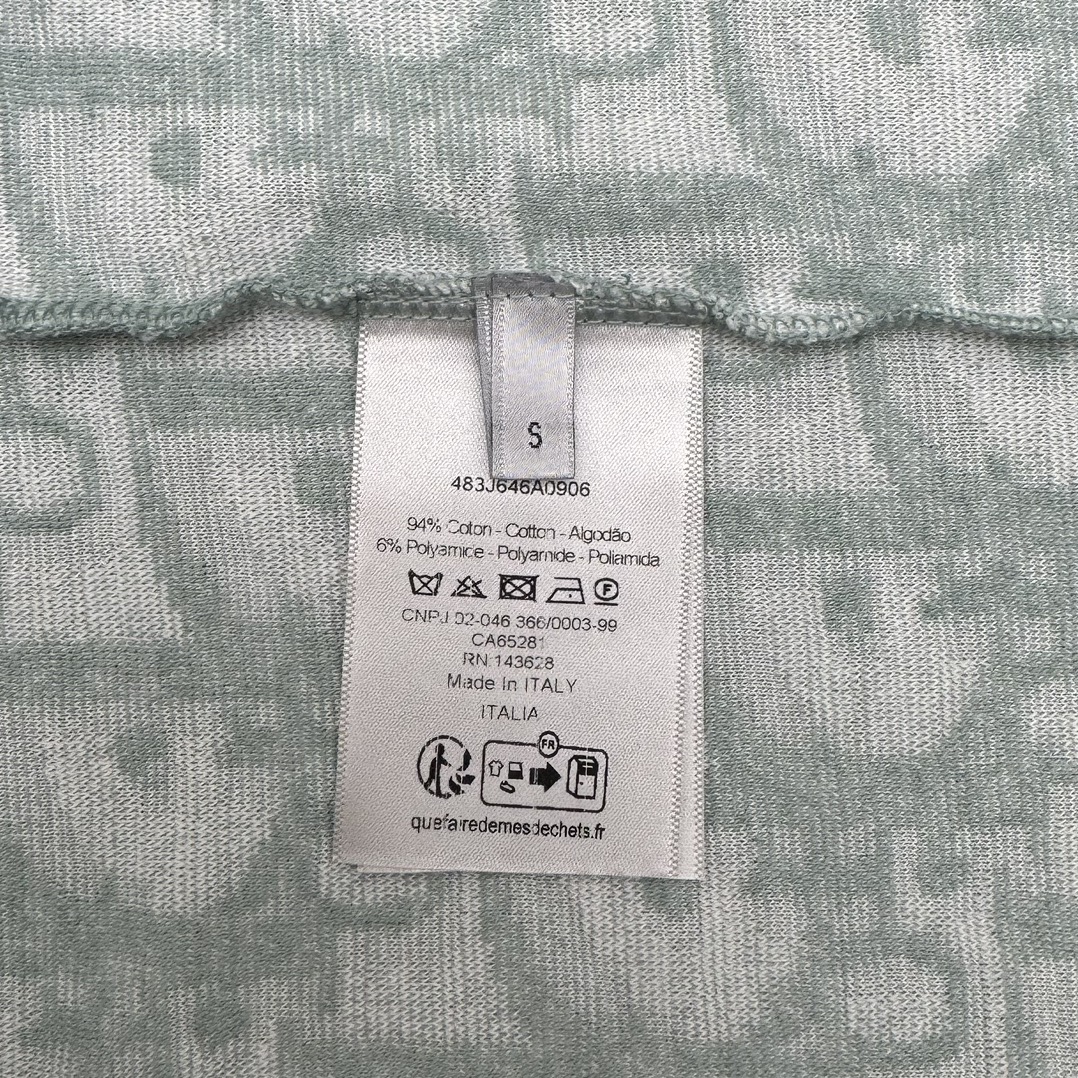 S
483J646A0906
94% Coton - Cotton - Algodão
6% Polyamide - Polyamide - Poliamida
F
CNPJ 02-046 366/0003-99
CA65281
RN 143628
Made In ITALY
ITALIA
FR
quefairedemesdechets.fr